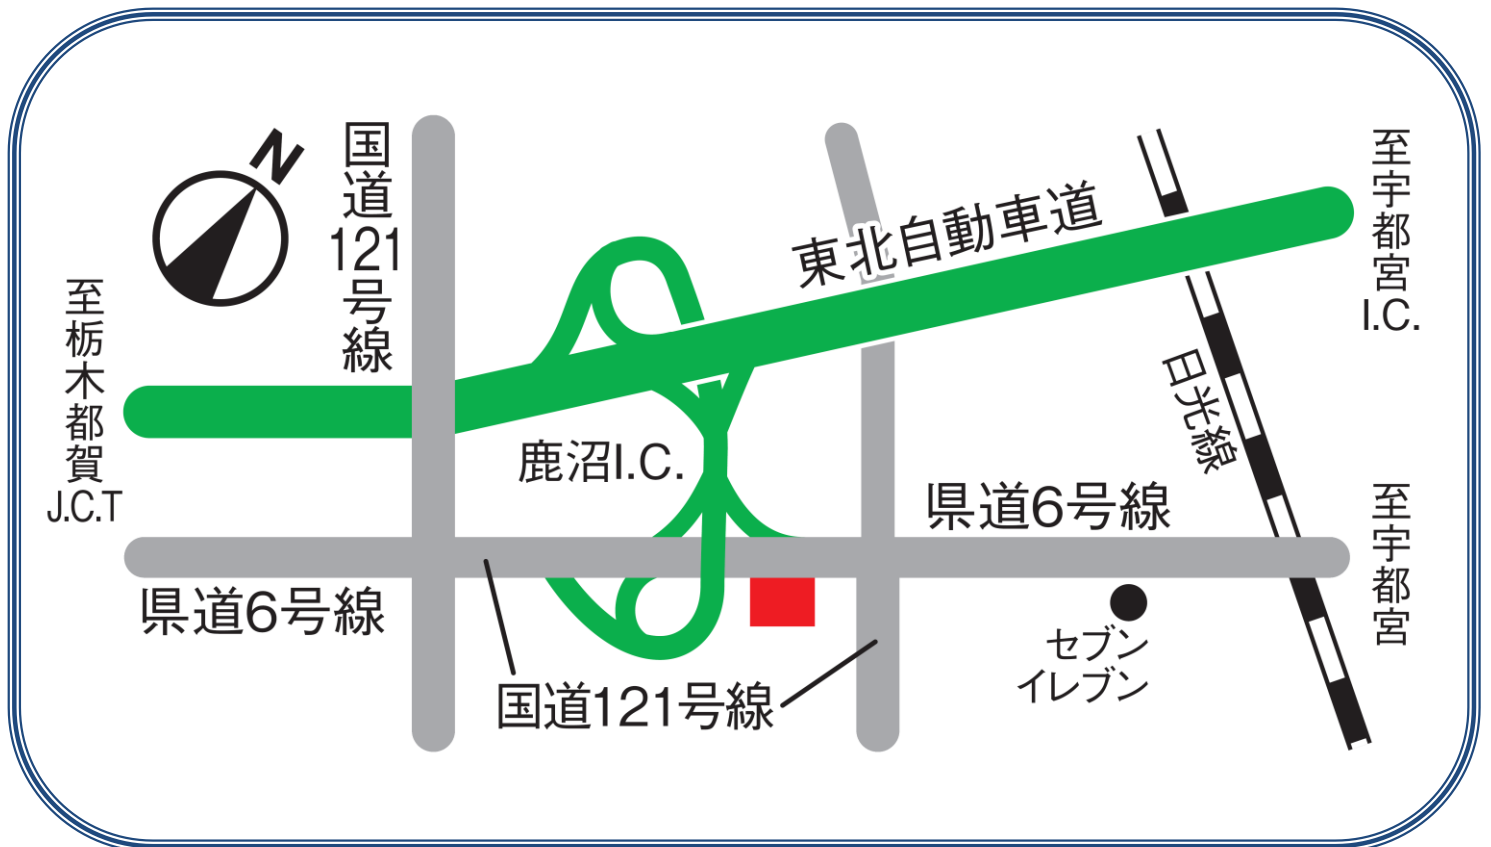 N
国道121号線
東北自動車道
至宇都宮I.C.
至栃木都賀J.C.T
日光線
鹿沼I.C.
県道6号線
至宇都宮
県道6号線
セブン
イレブン
国道121号線